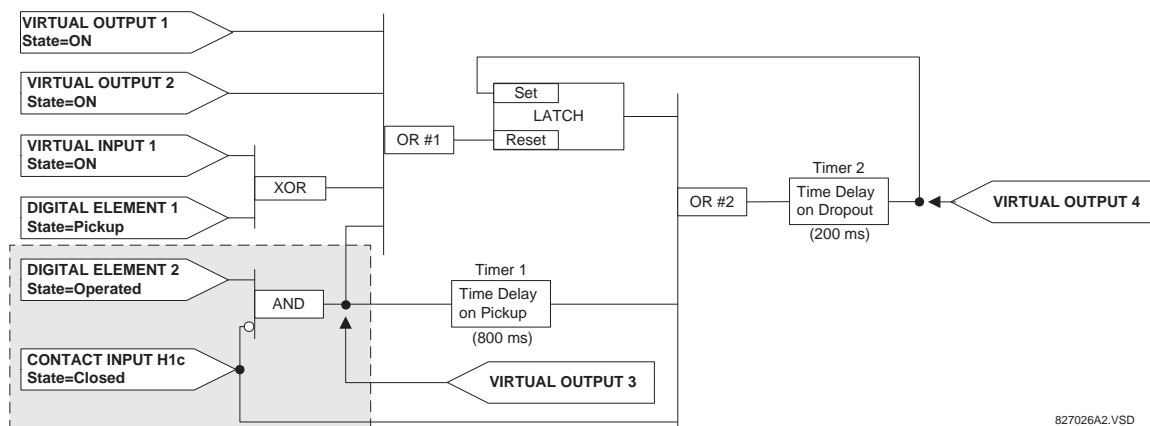 VIRTUAL OUTPUT 1
State=ON
VIRTUAL OUTPUT 2
State=ON
VIRTUAL INPUT 1
State=ON
DIGITAL ELEMENT 1
State=Pickup
DIGITAL ELEMENT 2
State=Operated
CONTACT INPUT H1c
State=Closed
XOR
AND
OR #1
Set
LATCH
Reset
Timer 1
Time Delay
on Pickup
(800 ms)
VIRTUAL OUTPUT 3
OR #2
Timer 2
Time Delay
on Dropout
(200 ms)
VIRTUAL OUTPUT 4
827026A2.VSD